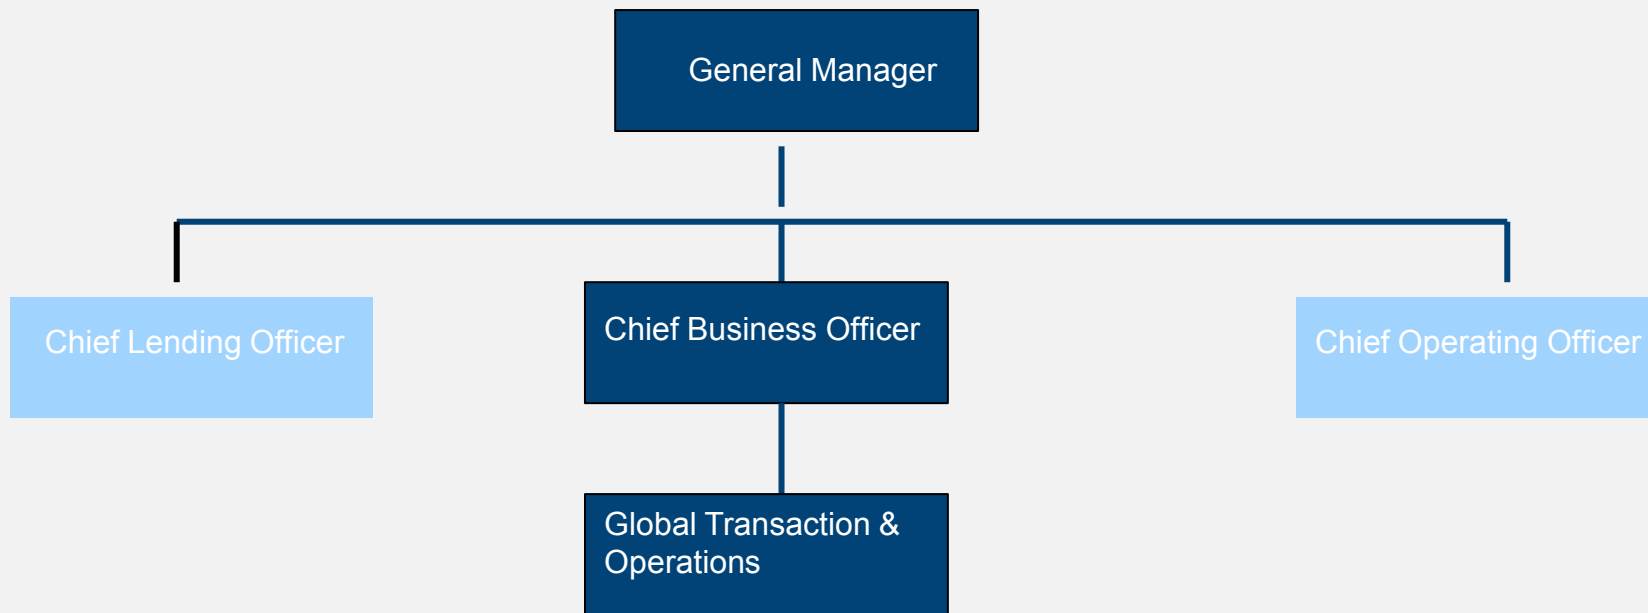 General Manager
Chief Lending Officer
Chief Business Officer
Chief Operating Officer
Global Transaction &
Operations